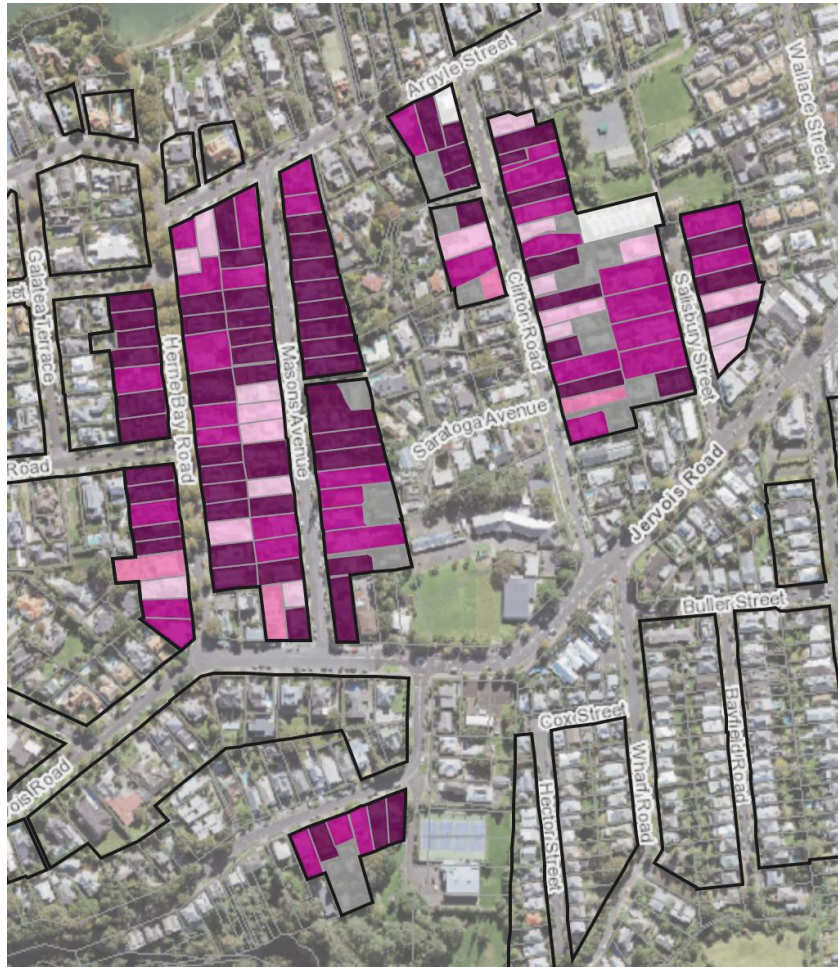 Argyle Street
Wallace Street
Galatea Terrace
Herne Bay Road
Masons Avenue
Clifton Road
Salisbury Street
Saratoga Avenue
Road
Jervois Road
Buller Street
Cox Street
Hector Street
Wharf Road
Bayfield Road
ois Road